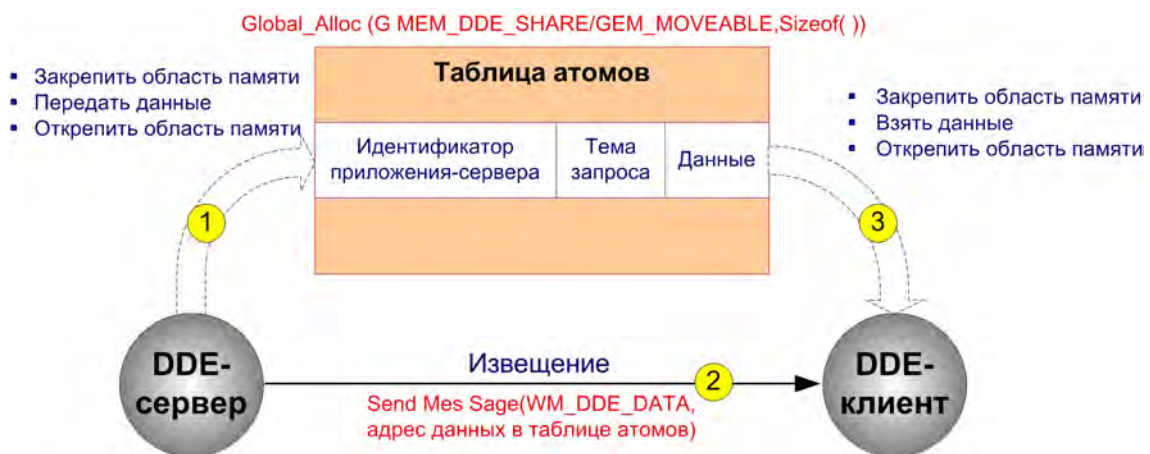 Global_Alloc (G MEM_DDE_SHARE/GEM_MOVEABLE,Sizeof( ))
▪ Закрепить область памяти
▪ Передать данные
▪ Открепить область памяти
Таблица атомов
Идентификатор
приложения-сервера
Тема
запроса
Данные
▪ Закрепить область памяти
▪ Взять данные
▪ Открепить область памяти
1
3
DDE-
сервер
Извещение
2
Send Mes Sage(WM_DDE_DATA,
адрес данных в таблице атомов)
DDE-
клиент